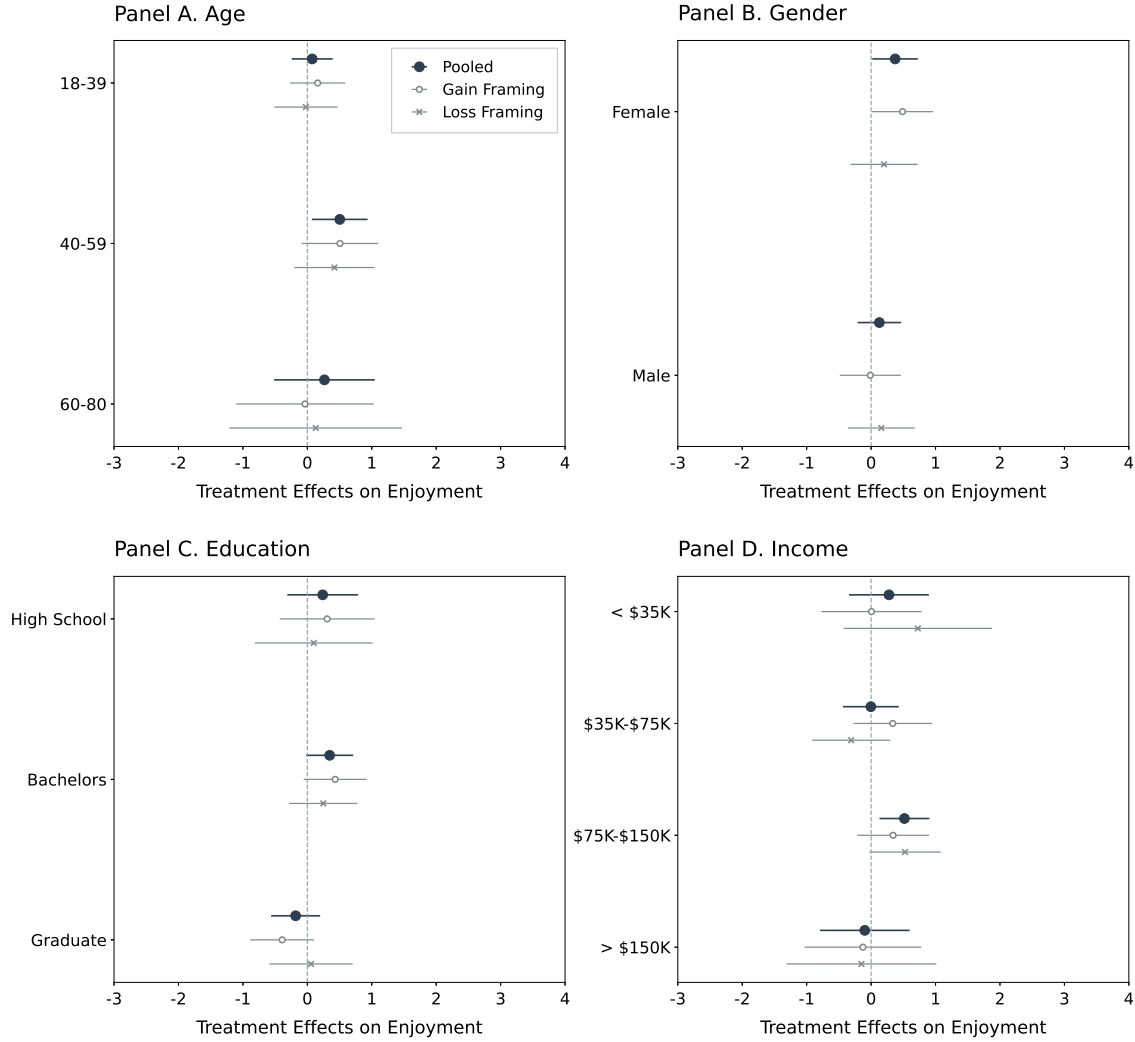 Panel A. Age
18-39
40-59
60-80
Pooled
Gain Framing
Loss Framing
-3 -2 -1 0 1 2 3 4
Treatment Effects on Enjoyment
Panel B. Gender
Female
Male
-3 -2 -1 0 1 2 3 4
Treatment Effects on Enjoyment
Panel C. Education
High School
Bachelors
Graduate
-3 -2 -1 0 1 2 3 4
Treatment Effects on Enjoyment
Panel D. Income
< $35K
$35K-$75K
$75K-$150K
> $150K
-3 -2 -1 0 1 2 3 4
Treatment Effects on Enjoyment